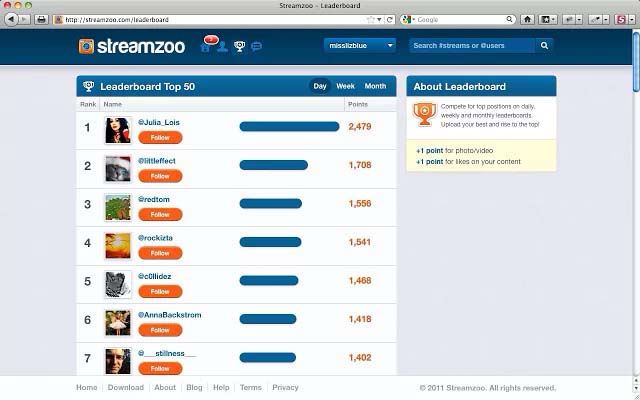 Streamzoo – Leaderboard
http://streamzoo.com/leaderboard
Google
streamzoo
misslizblue
Search #streams or @users
Leaderboard Top 50
Day Week Month
Rank Name Points
1 @Julia_Lois 2,479
Follow
2 @littleffect 1,708
Follow
3 @redtom 1,556
Follow
4 @rockizta 1,541
Follow
5 @c0llidez 1,468
Follow
6 @AnnaBackstrom 1,418
Follow
7 @___stillness___ 1,402
Follow
About Leaderboard
Compete for top positions on daily,
weekly and monthly leaderboards.
Upload your best and rise to the top!
+1 point for photo/video
+1 point for likes on your content
Home Download About Blog Help Terms Privacy
© 2011 Streamzoo. All rights reserved.